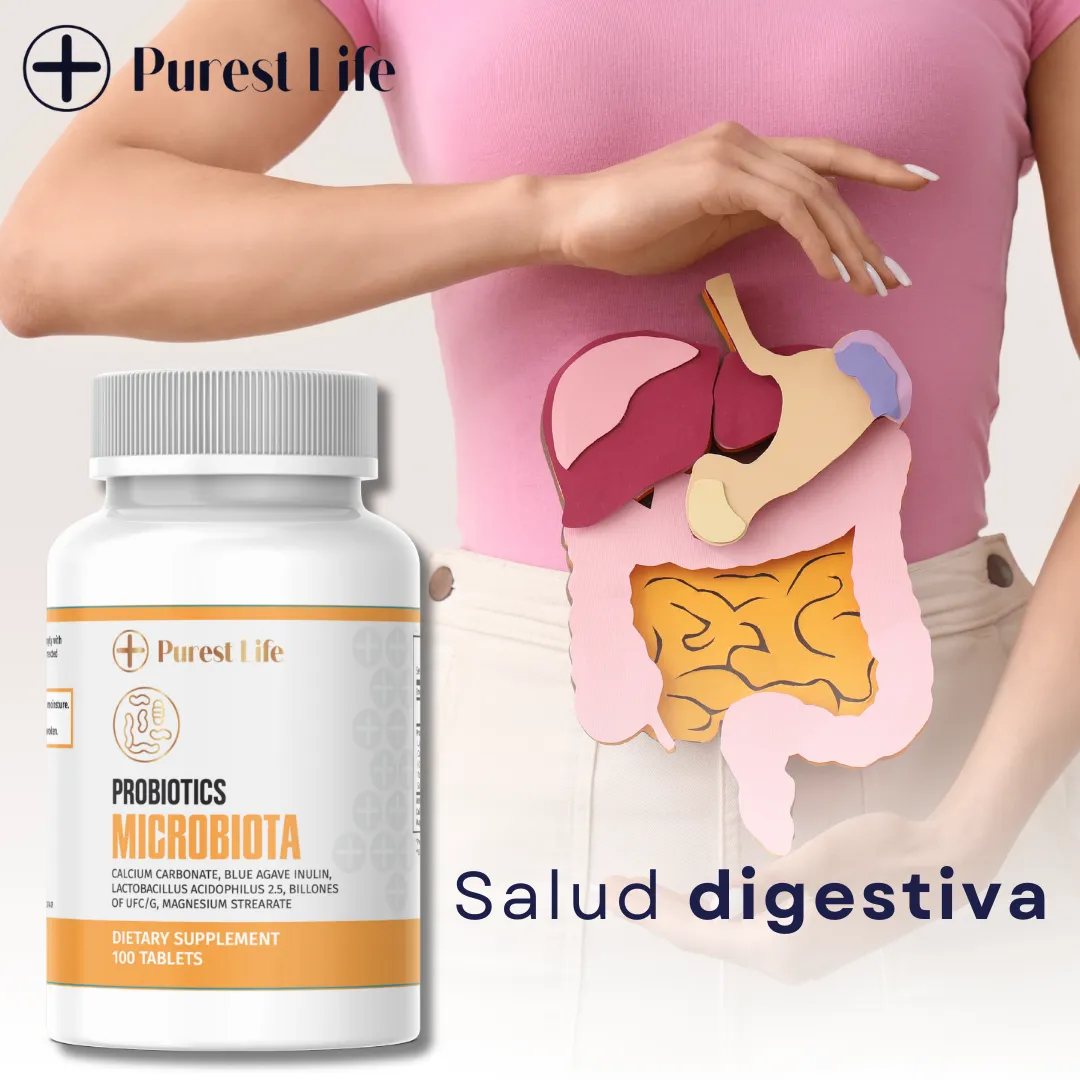 Purest Life
Purest Life
PROBIOTICS
MICROBIOTA
CALCIUM CARBONATE, BLUE AGAVE INULIN,
LACTOBACILLUS ACIDOPHILUS 2.5, BILLONES
OF UFC/G, MAGNESIUM STREARATE
DIETARY SUPPLEMENT
100 TABLETS
Salud digestiva